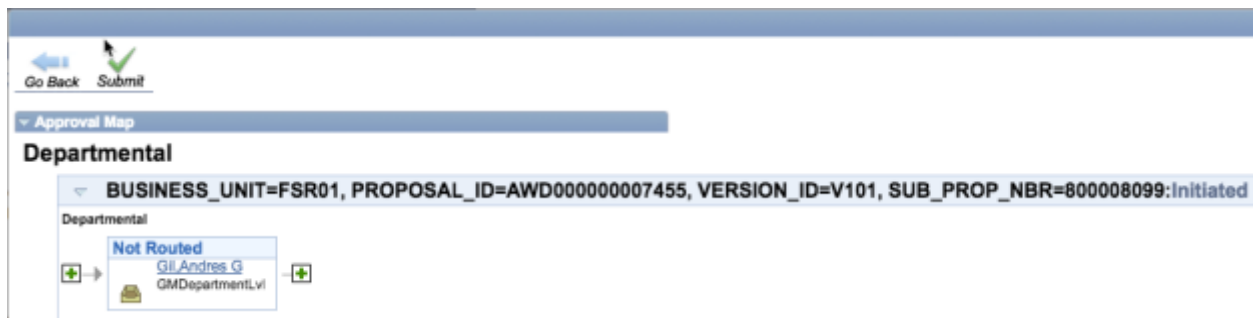 Go Back Submit
Approval Map
Departmental
BUSINESS_UNIT=FSR01, PROPOSAL_ID=AWD000000007455, VERSION_ID=V101, SUB_PROP_NBR=800008099:Initiated
Departmental
Not Routed
Gil,Andres G
GMDepartmentLvl